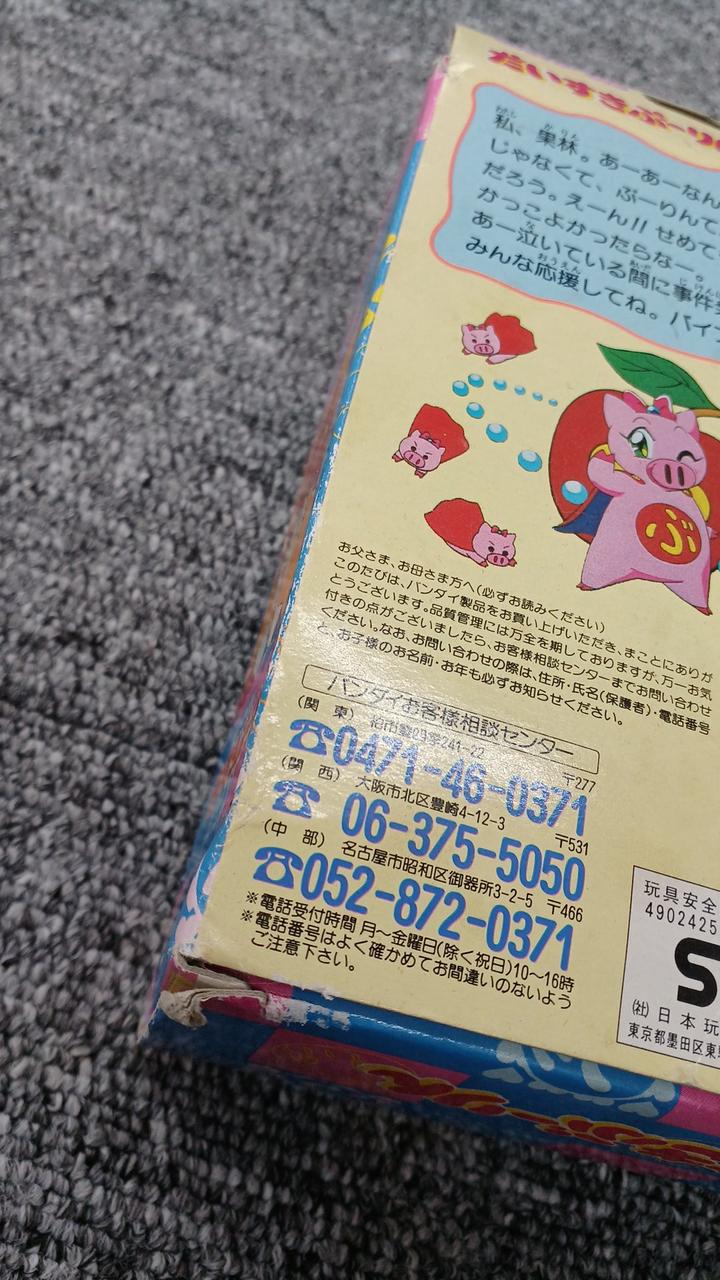 だいすきぶーり
私、果林。あーあーなん
じゃなくて、ぶーりんて
だろう。えーん!! せめて
かっこよかったらなー。
あー泣いている間に事件
みんな応援してね。バイ
ぶ
お父さま、お母さま方へ(必ずお読みください)
このたびは、バンダイ製品をお買い上げいただき、まことにありが
とうございます。品質管理には万全を期しておりますが、万一お気
付きの点がございましたら、お客様相談センターまでお問い合わせ
ください。なお、お問い合わせの際は、住所・氏名(保護者)・電話番号
と、お子様のお名前・お年も必ずお知らせください。
バンダイお客様相談センター
(関 東) 241-22 〒277
☎0471-46-0371
(関 西) 大阪市北区豊崎4-12-3 〒531
☎ 06-375-5050
(中 部) 名古屋市昭和区御器所3-2-5 〒466
☎052-872-0371
※電話受付時間 月〜金曜日(除く祝日)10〜16時
※電話番号はよく確かめてお間違いのないよう
ご注意下さい。
玩具安全
4902425
S
(社)日本玩
東京都墨田区東